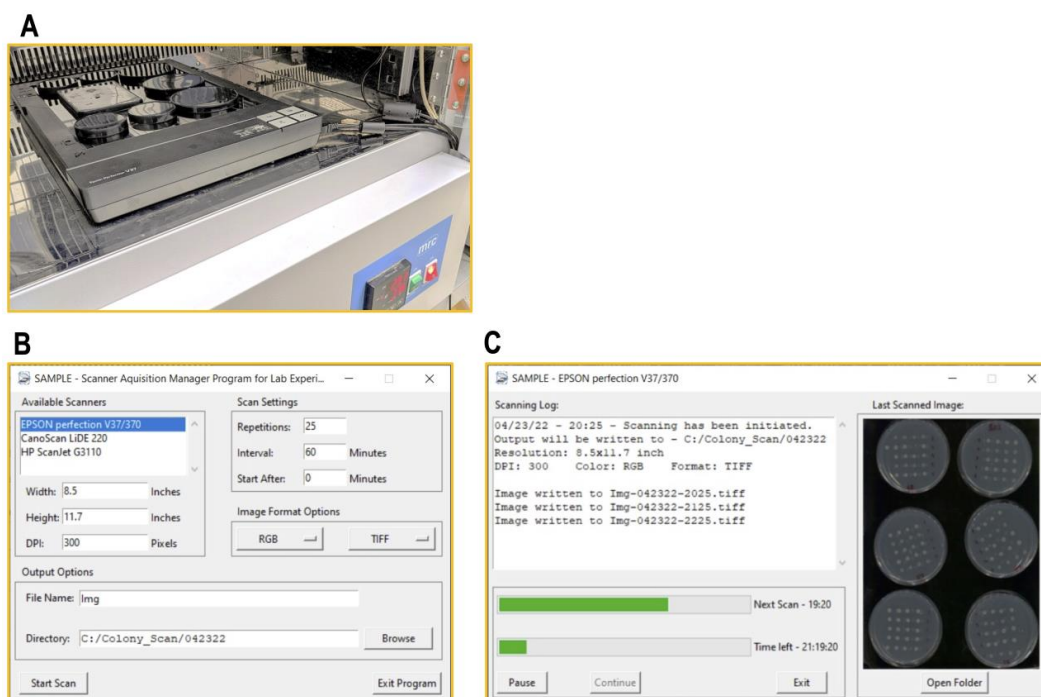 A
Epson Perfection V37
mrc
B
SAMPLE - Scanner Aquisition Manager Program for Lab Experi...
Available Scanners
EPSON perfection V37/370
CanoScan LiDE 220
HP ScanJet G3110
Width: 8.5 Inches
Height: 11.7 Inches
DPI: 300 Pixels
Scan Settings
Repetitions: 25
Interval: 60 Minutes
Start After: 0 Minutes
Image Format Options
RGB TIFF
Output Options
File Name: Img
Directory: C:/Colony_Scan/042322 Browse
Start Scan Exit Program
C
SAMPLE - EPSON perfection V37/370
Scanning Log:
04/23/22 - 20:25 - Scanning has been initiated.
Output will be written to - C:/Colony_Scan/042322
Resolution: 8.5x11.7 inch
DPI: 300 Color: RGB Format: TIFF
Image written to Img-042322-2025.tiff
Image written to Img-042322-2125.tiff
Image written to Img-042322-2225.tiff
Next Scan - 19:20
Time left - 21:19:20
Pause Continue Exit
Last Scanned Image:
Open Folder